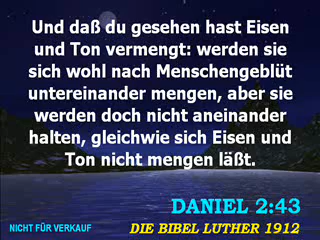 Und daß du gesehen hast Eisen
und Ton vermengt: werden sie
sich wohl nach Menschengeblüt
untereinander mengen, aber sie
werden doch nicht aneinander
halten, gleichwie sich Eisen und
Ton nicht mengen läßt.
DANIEL 2:43
NICHT FÜR VERKAUF
DIE BIBEL LUTHER 1912